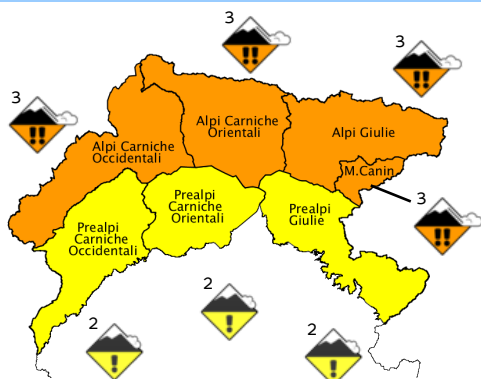 3
3
3
Alpi Carniche
Orientali
Alpi Giulie
Alpi Carniche
Occidentali
M.Canin
3
Prealpi
Carniche
Orientali
Prealpi
Giulie
Prealpi
Carniche
Occidentali
2
2
2